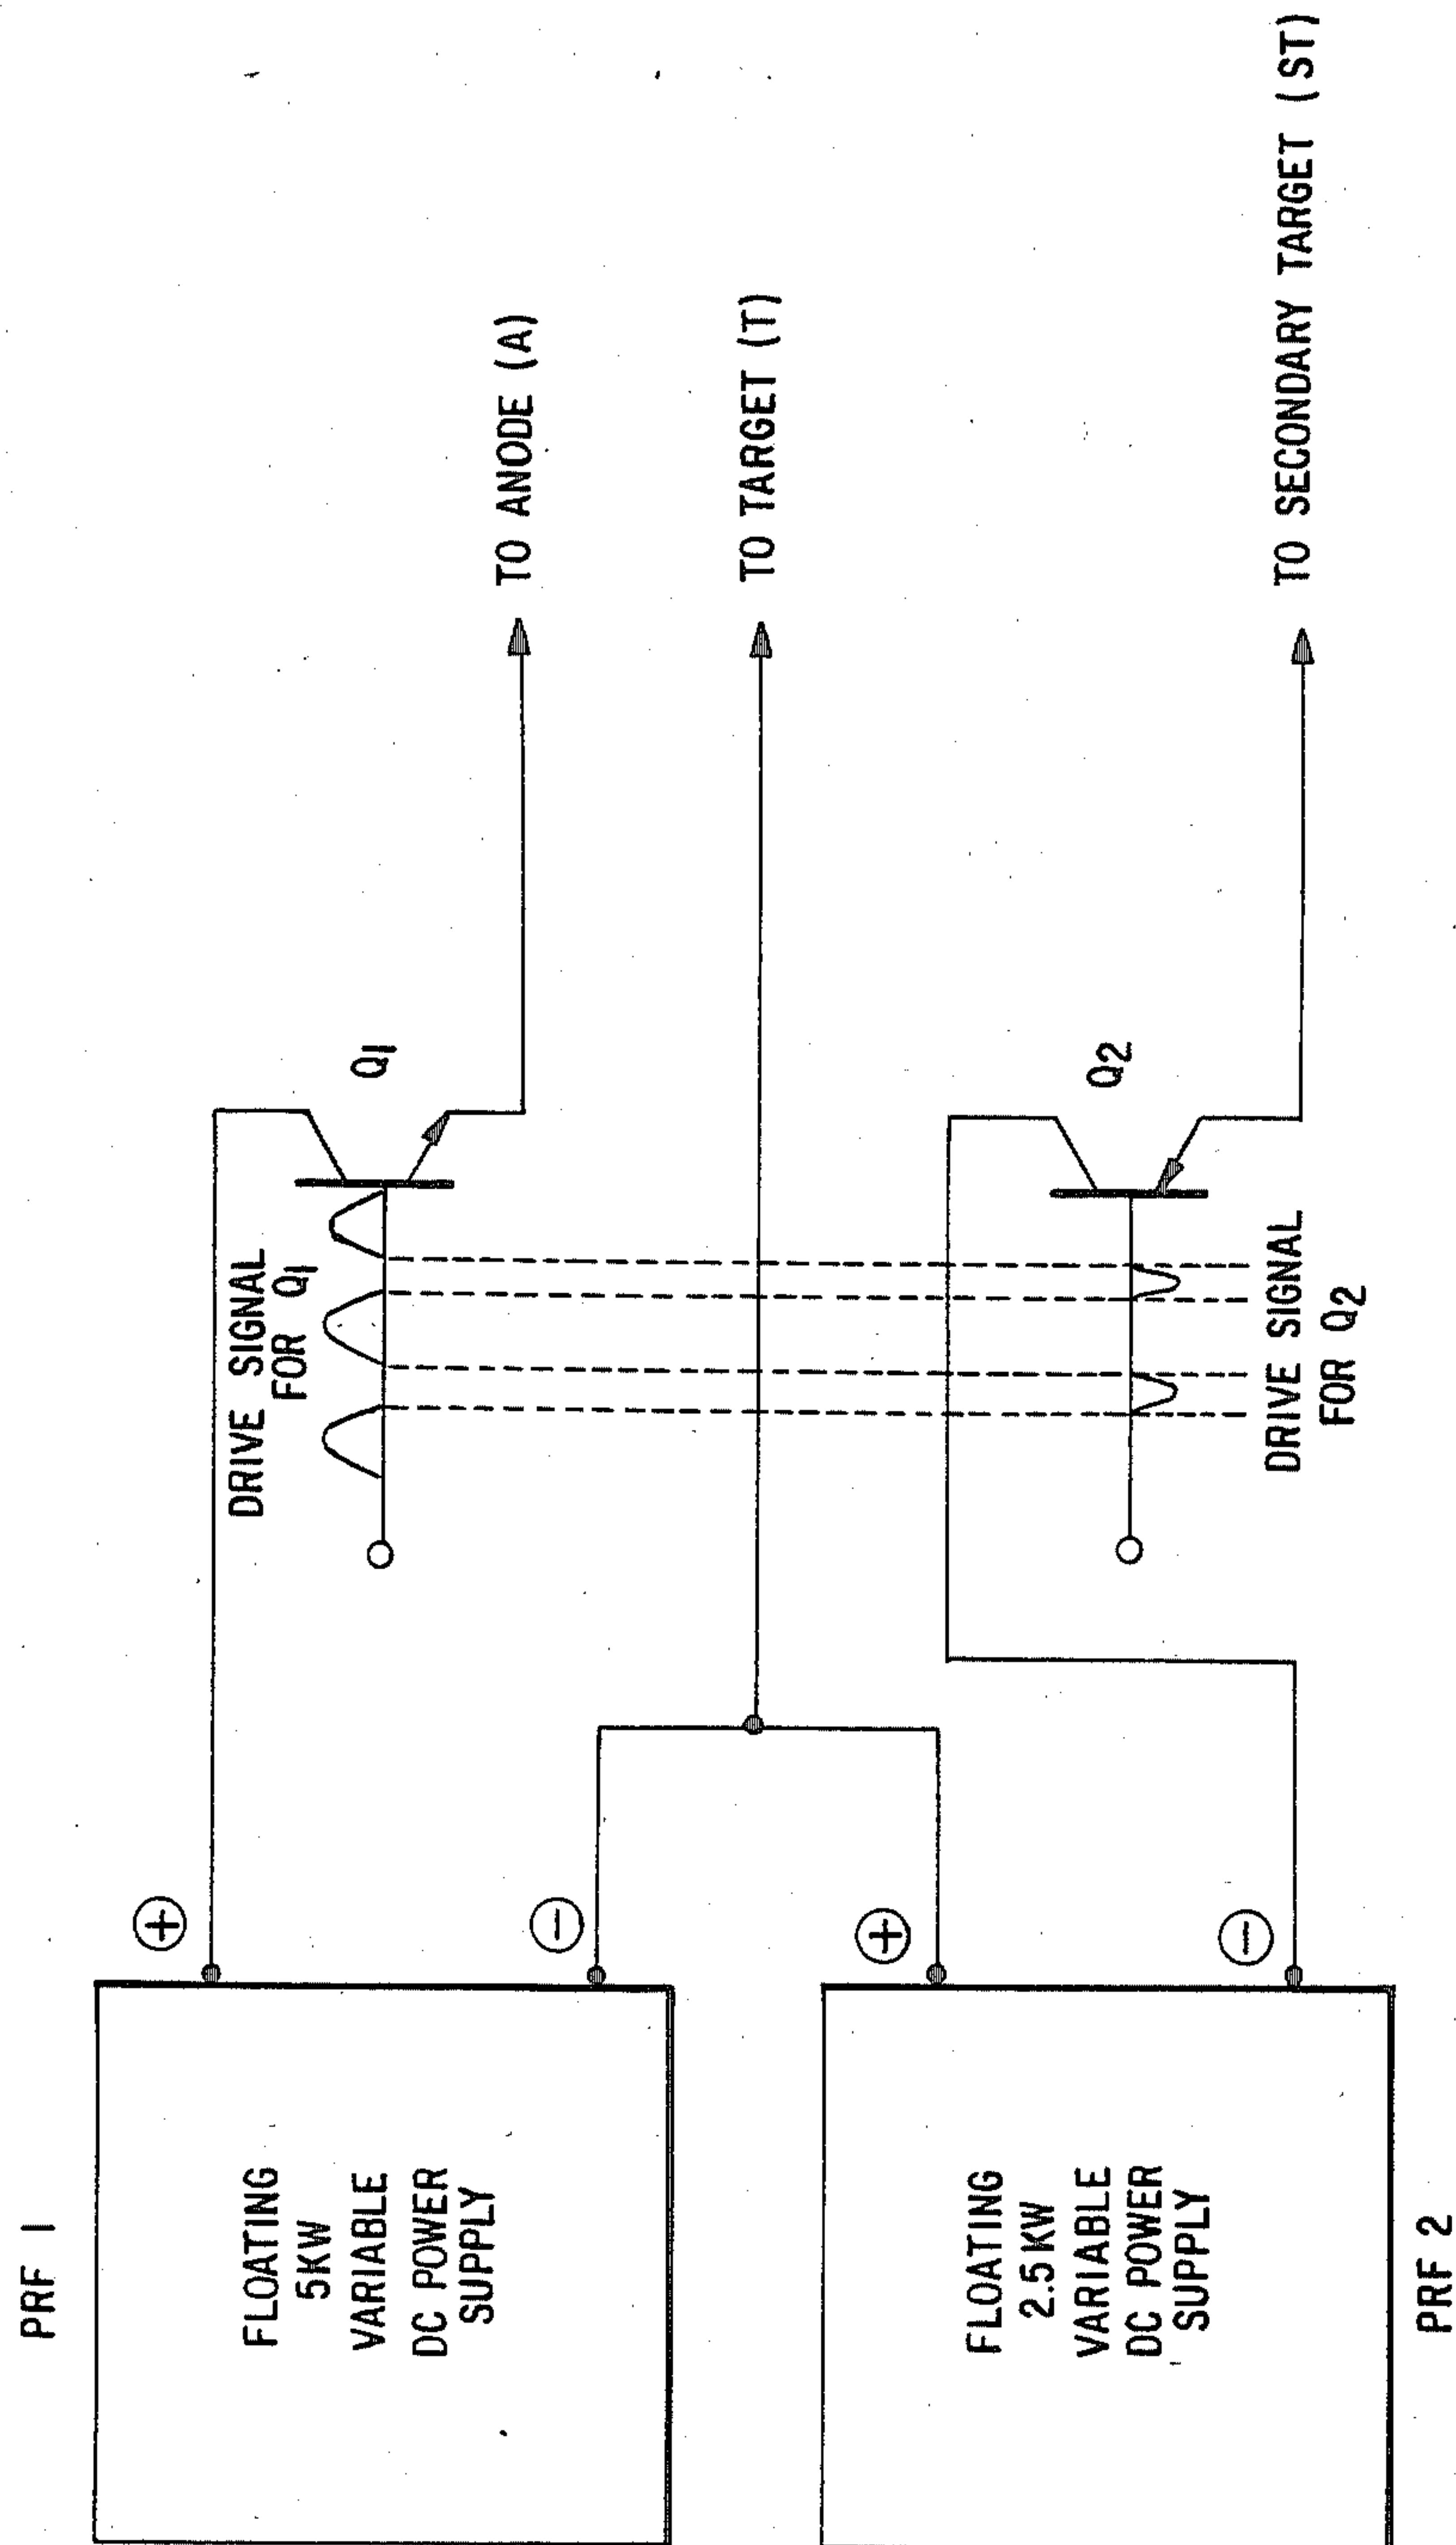 PRF 1
FLOATING
5KW
VARIABLE
DC POWER
SUPPLY
+
−
DRIVE SIGNAL
FOR Q1
Q1
TO ANODE (A)
TO TARGET (T)
FLOATING
2.5KW
VARIABLE
DC POWER
SUPPLY
PRF 2
+
−
Q2
DRIVE SIGNAL
FOR Q2
TO SECONDARY TARGET (ST)